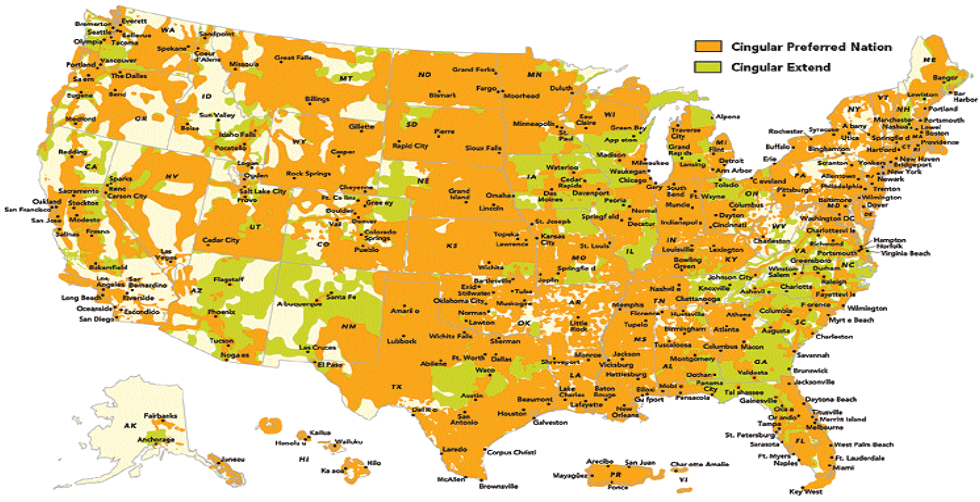 Cingular Preferred Nation
Cingular Extend
Bremerton
Everett
Seattle
Bellevue
Olympia
Tacoma
WA
Spokane
Sandpoint
Coeur
d'Alene
Portland
Vancouver
The Dalles
Eugene
Bend
Medford
OR
ID
Sun Valley
Boise
Idaho Falls
Pocatello
Missoula
Great Falls
MT
Billings
ND
Grand Forks
Fargo
Bismark
Moorhead
MN
Duluth
Minneapolis
St.
Paul
WI
Eau
Claire
Green Bay
Appleton
Madison
Milwaukee
Waukegan
Chicago
Gary
Gillette
WY
Casper
Rock Springs
Cheyenne
SD
Pierre
Rapid City
Sioux Falls
Logan
Ogden
Salt Lake City
Provo
UT
Cedar City
Redding
CA
Sacramento
Oakland
San Francisco
Stockton
San Jose
Modesto
Salinas
Fresno
Bakersfield
Sparks
Reno
Carson City
NV
Las
Vegas
Los
Angeles
San
Bernardino
Long Beach
Riverside
Oceanside
Escondido
San Diego
AZ
Flagstaff
Phoenix
Tucson
Nogales
Ft. Collins
Greeley
Boulder
Vail
Denver
CO
Colorado
Springs
Pueblo
Albuquerque
Santa Fe
NM
Las Cruces
El Paso
NE
Grand
Island
Omaha
Lincoln
KS
Topeka
Lawrence
Kansas
City
Wichita
IA
Waterloo
Cedar
Rapids
Des
Moines
Davenport
Peoria
St. Joseph
Springfield
Normal
Decatur
IL
St. Louis
MO
Springfield
Joplin
Bartlesville
Enid
Stillwater
Tulsa
Oklahoma City
Muskogee
Norman
OK
Lawton
Amarillo
Lubbock
Wichita Falls
Sherman
Abilene
Ft. Worth
Dallas
Waco
TX
Austin
Del Rio
San
Antonio
Houston
Beaumont
Galveston
Laredo
Corpus Christi
McAllen
Brownsville
AR
Little
Rock
Shreveport
Monroe
LA
Lake
Charles
Baton
Rouge
Lafayette
New
Orleans
Jackson
Vicksburg
Hattiesburg
Biloxi
Gulfport
MS
Tupelo
Memphis
TN
Nashville
Florence
Huntsville
Chattanooga
Birmingham
Tuscaloosa
AL
Montgomery
Dothan
Mobile
Pensacola
Panama
City
Tallahassee
Knoxville
Johnson City
Athens
Atlanta
Columbus
Macon
Augusta
GA
Valdosta
Savannah
Brunswick
Jacksonville
Gainesville
Daytona Beach
Ocala
Orlando
Titusville
Merritt Island
Melbourne
Tampa
St. Petersburg
Sarasota
FL
Ft. Myers
Naples
West Palm Beach
Ft. Lauderdale
Miami
Key West
Traverse
City
Alpena
Grand
Rapids
MI
Flint
Lansing
Detroit
Ann Arbor
South
Bend
Ft. Wayne
Toledo
Muncie
Indianapolis
IN
Cleveland
Columbus
Dayton
Cincinnati
Louisville
Lexington
KY
Bowling
Green
Charleston
WV
Erie
Pittsburg
PA
Scranton
Allentown
Philadelphia
Buffalo
Rochester
Syracuse
Utica
Albany
Binghamton
NY
Yonkers
New York
Newark
NJ
Trenton
Wilmington
Dover
DE
Baltimore
MD
Washington DC
Charlottesville
Richmond
VA
Portsmouth
Hampton
Norfolk
Virginia Beach
Greensboro
Winston
Salem
Durham
Raleigh
NC
Asheville
Charlotte
Fayetteville
Wilmington
Florence
Columbia
SC
Myrtle Beach
Charleston
ME
Bangor
Bar
Harbor
Lewiston
Portland
VT
NH
Manchester
Nashua
Portsmouth
Lowell
Boston
MA
Springfield
Providence
Hartford
CT
RI
New Haven
Bridgeport
AK
Fairbanks
Anchorage
Juneau
Kailua
Honolulu
Wailuku
HI
Hilo
Arecibo
San Juan
Mayagüez
PR
Ponce
Charlotte Amalie
VI